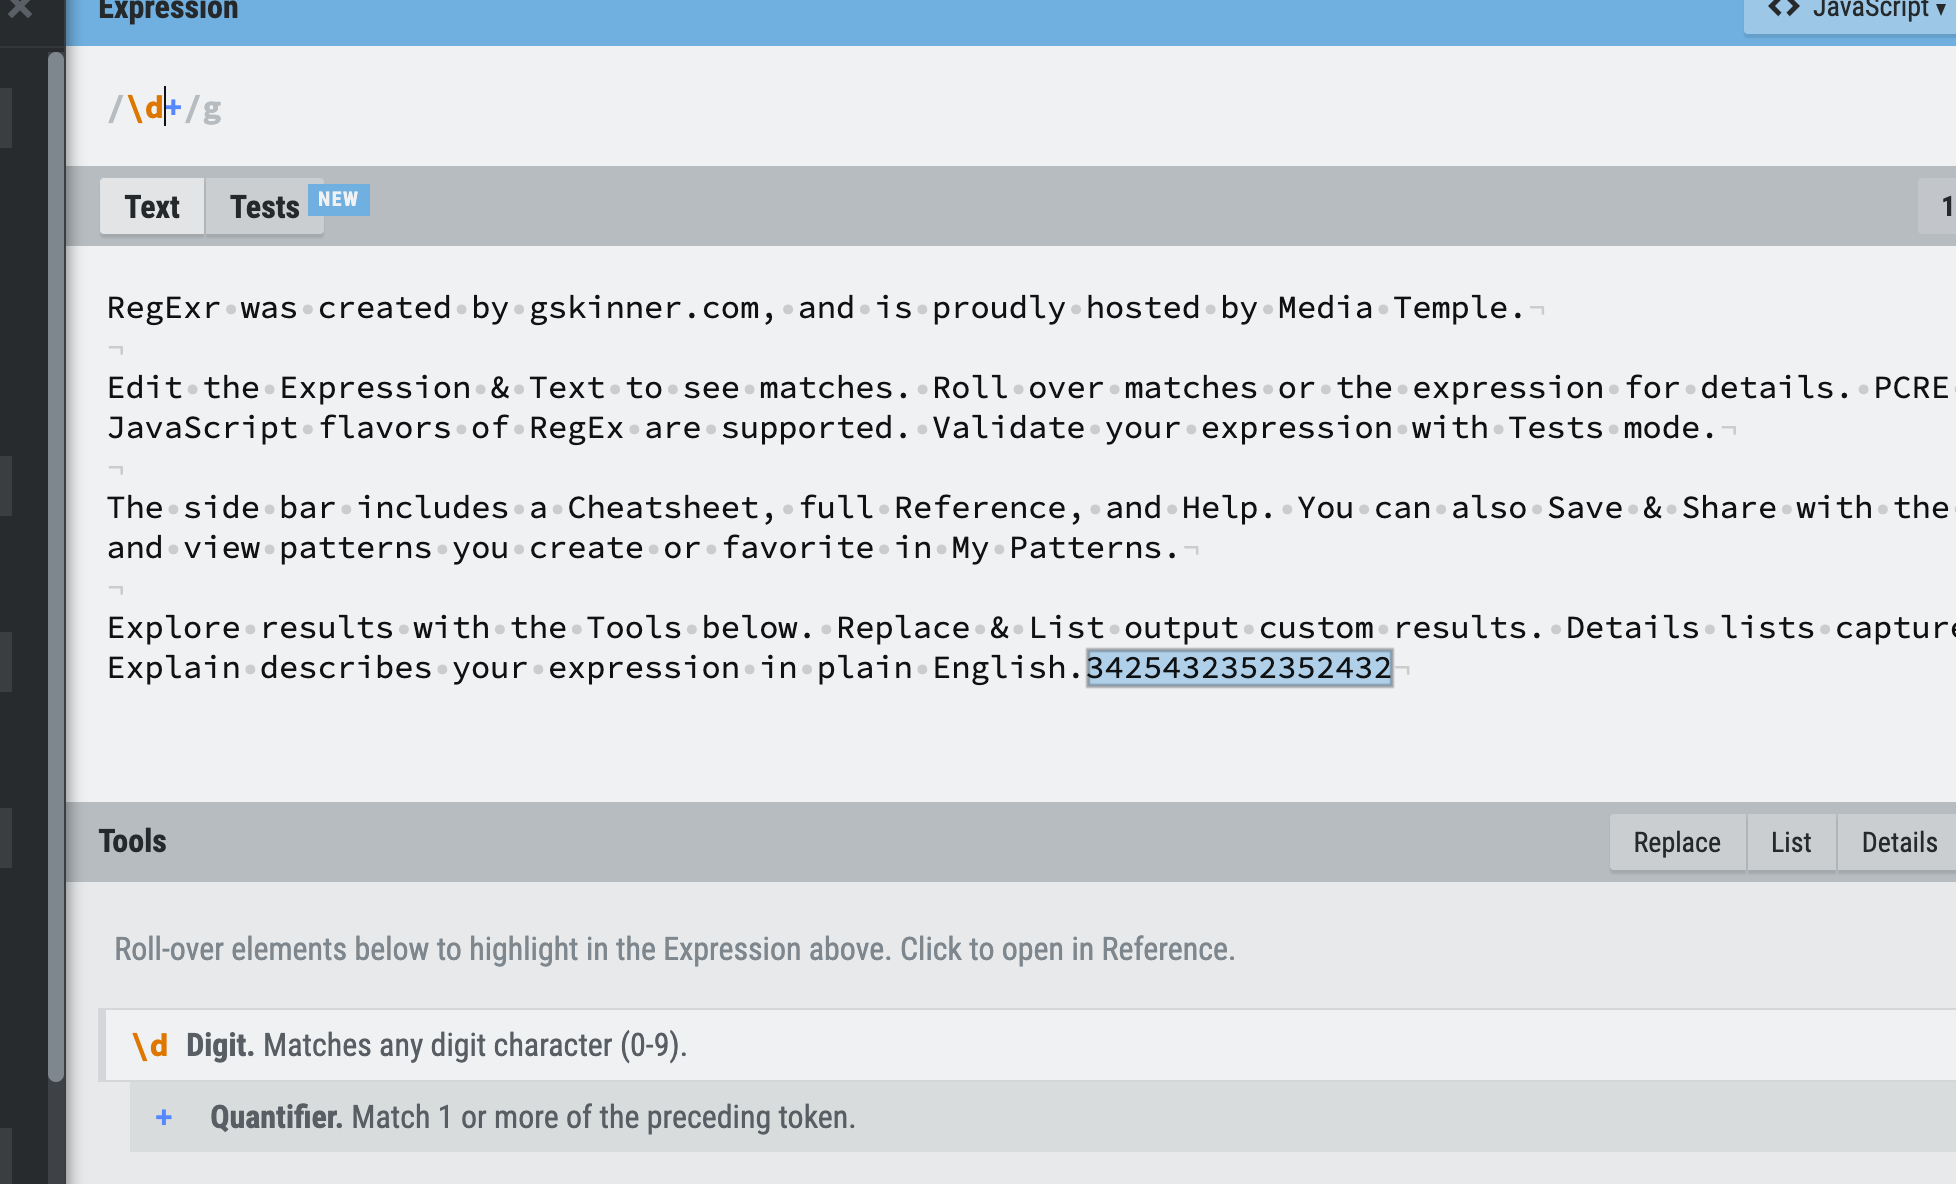 Expression
<> JavaScript ▾
/\d+/g
Text
Tests
NEW
1
RegExr was created by gskinner.com, and is proudly hosted by Media Temple.
Edit the Expression & Text to see matches. Roll over matches or the expression for details. PCRE
JavaScript flavors of RegEx are supported. Validate your expression with Tests mode.
The side bar includes a Cheatsheet, full Reference, and Help. You can also Save & Share with the
and view patterns you create or favorite in My Patterns.
Explore results with the Tools below. Replace & List output custom results. Details lists capture
Explain describes your expression in plain English.3425432352352432
Tools
Replace
List
Details
Roll-over elements below to highlight in the Expression above. Click to open in Reference.
\d Digit. Matches any digit character (0-9).
+ Quantifier. Match 1 or more of the preceding token.